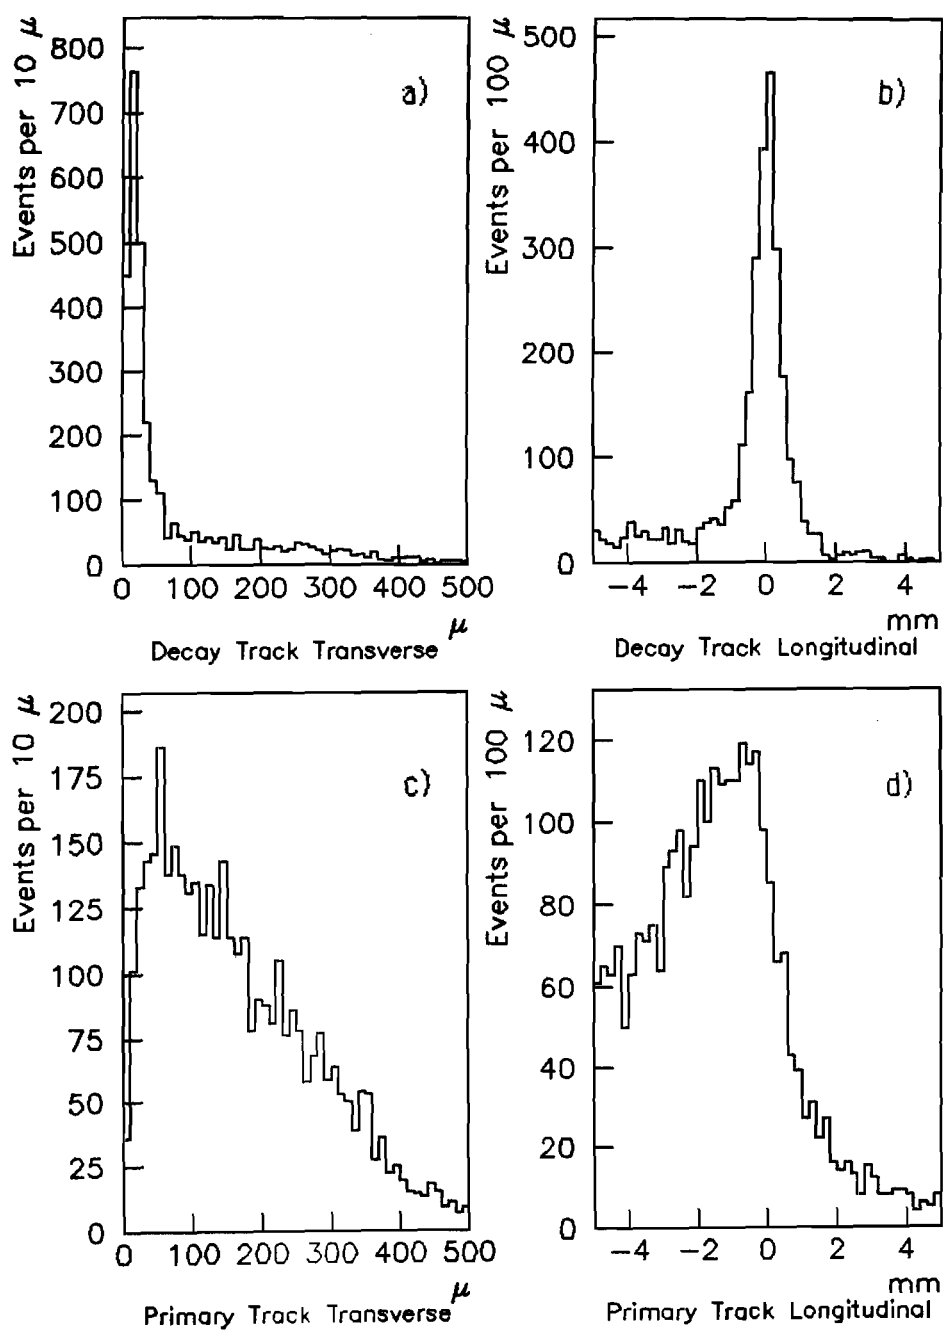 Events per 10 μ
800
700
600
500
400
300
200
100
0
a)
0 100 200 300 400 500
μ
Decay Track Transverse
Events per 100 μ
500
400
300
200
100
0
b)
−4 −2 0 2 4
mm
Decay Track Longitudinal
Events per 10 μ
200
175
150
125
100
75
50
25
0
c)
0 100 200 300 400 500
μ
Primary Track Transverse
Events per 100 μ
120
100
80
60
40
20
0
d)
−4 −2 0 2 4
mm
Primary Track Longitudinal